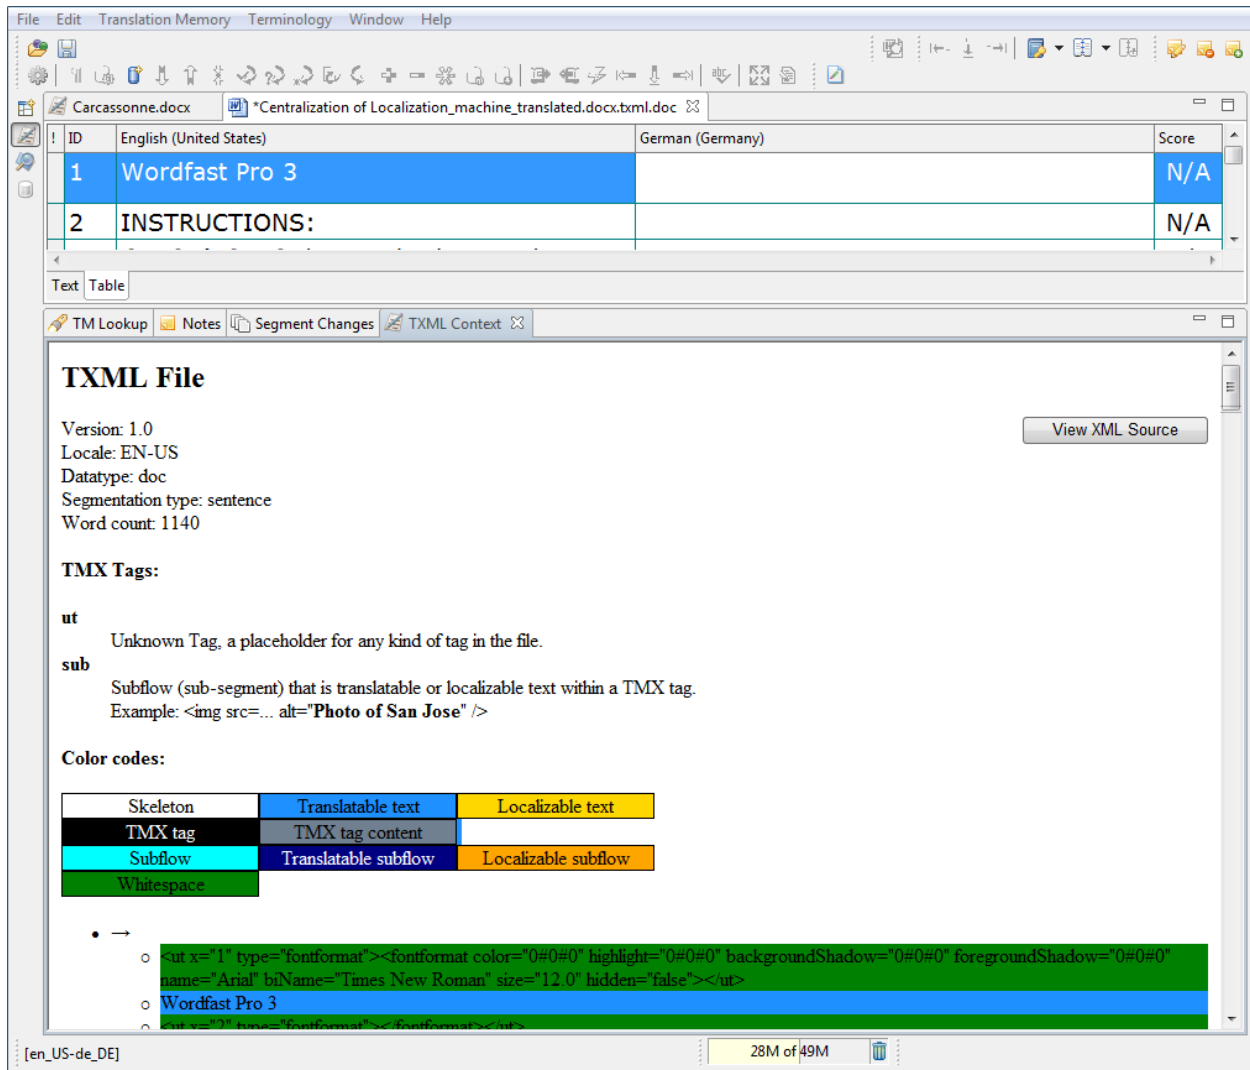 File Edit Translation Memory Terminology Window Help
Carcassonne.docx *Centralization of Localization_machine_translated.docx.txml.doc
! ID English (United States) German (Germany) Score
1 Wordfast Pro 3 N/A
2 INSTRUCTIONS: N/A
Text Table
TM Lookup Notes Segment Changes TXML Context
TXML File
Version: 1.0
View XML Source
Locale: EN-US
Datatype: doc
Segmentation type: sentence
Word count: 1140
TMX Tags:
ut
Unknown Tag, a placeholder for any kind of tag in the file.
sub
Subflow (sub-segment) that is translatable or localizable text within a TMX tag.
Example: <img src=... alt="Photo of San Jose" />
Color codes:
Skeleton Translatable text Localizable text
TMX tag TMX tag content
Subflow Translatable subflow Localizable subflow
Whitespace
• →
<ut x="1" type="fontformat"><fontformat color="0#0#0" highlight="0#0#0" backgroundShadow="0#0#0" foregroundShadow="0#0#0"
name="Arial" biName="Times New Roman" size="12.0" hidden="false"></ut>
Wordfast Pro 3
<ut x="2" type="fontformat"></fontformat></ut>
[en_US-de_DE] 28M of 49M